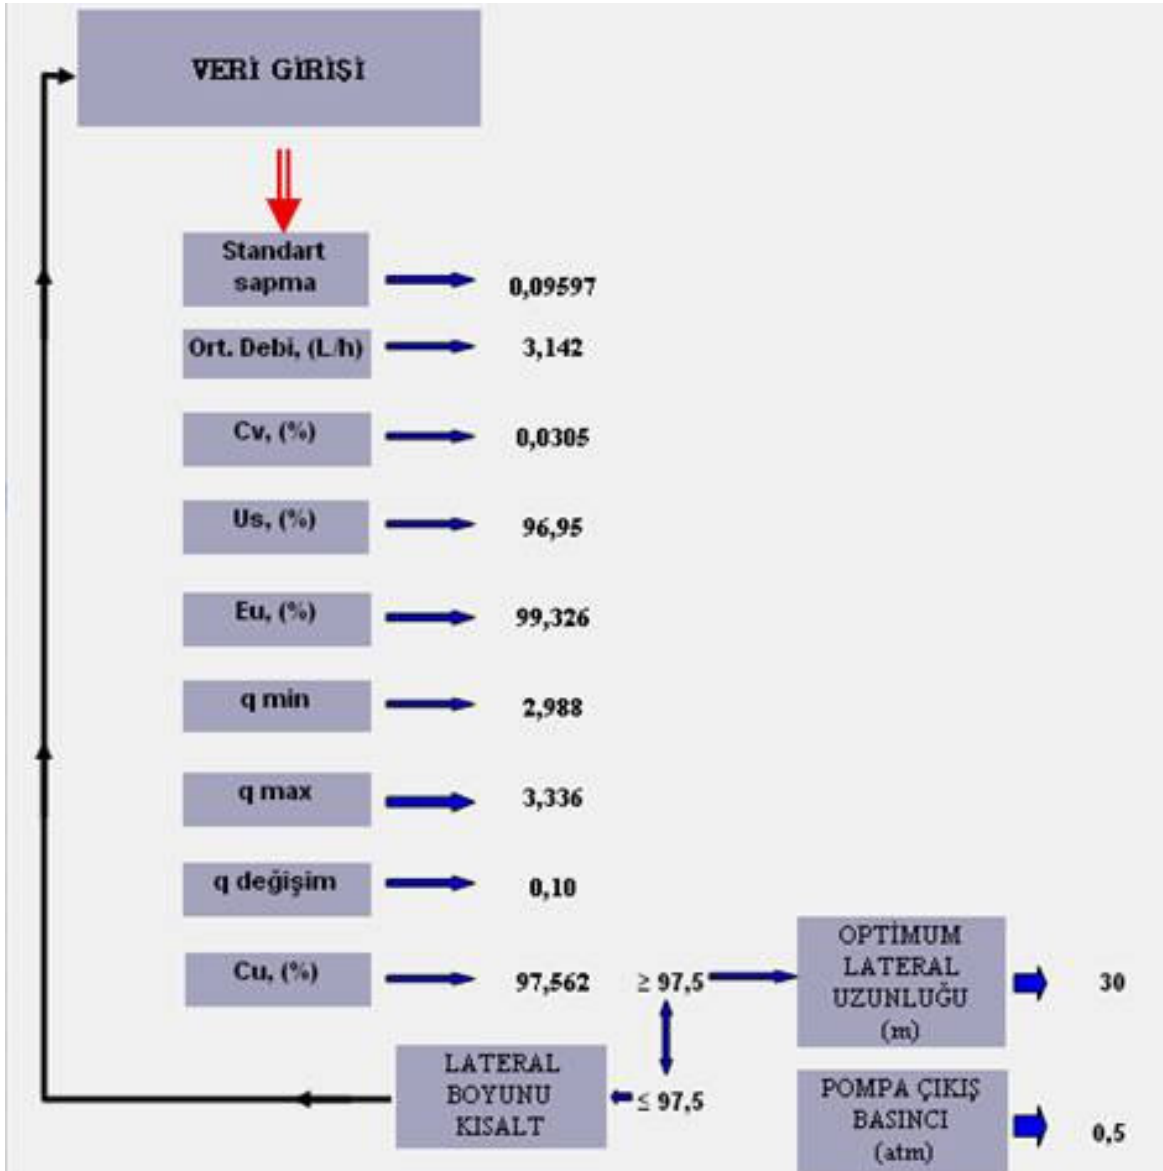 VERİ GİRİŞİ
Standart
sapma
0,09597
Ort. Debi, (L/h)
3,142
Cv, (%)
0,0305
Us, (%)
96,95
Eu, (%)
99,326
q min
2,988
q max
3,336
q değişim
0,10
Cu, (%)
97,562
≥ 97,5
OPTİMUM
LATERAL
UZUNLUĞU
(m)
30
LATERAL
BOYUNU
KISALT
≤ 97,5
POMPA ÇIKIŞ
BASINCI
(atm)
0,5